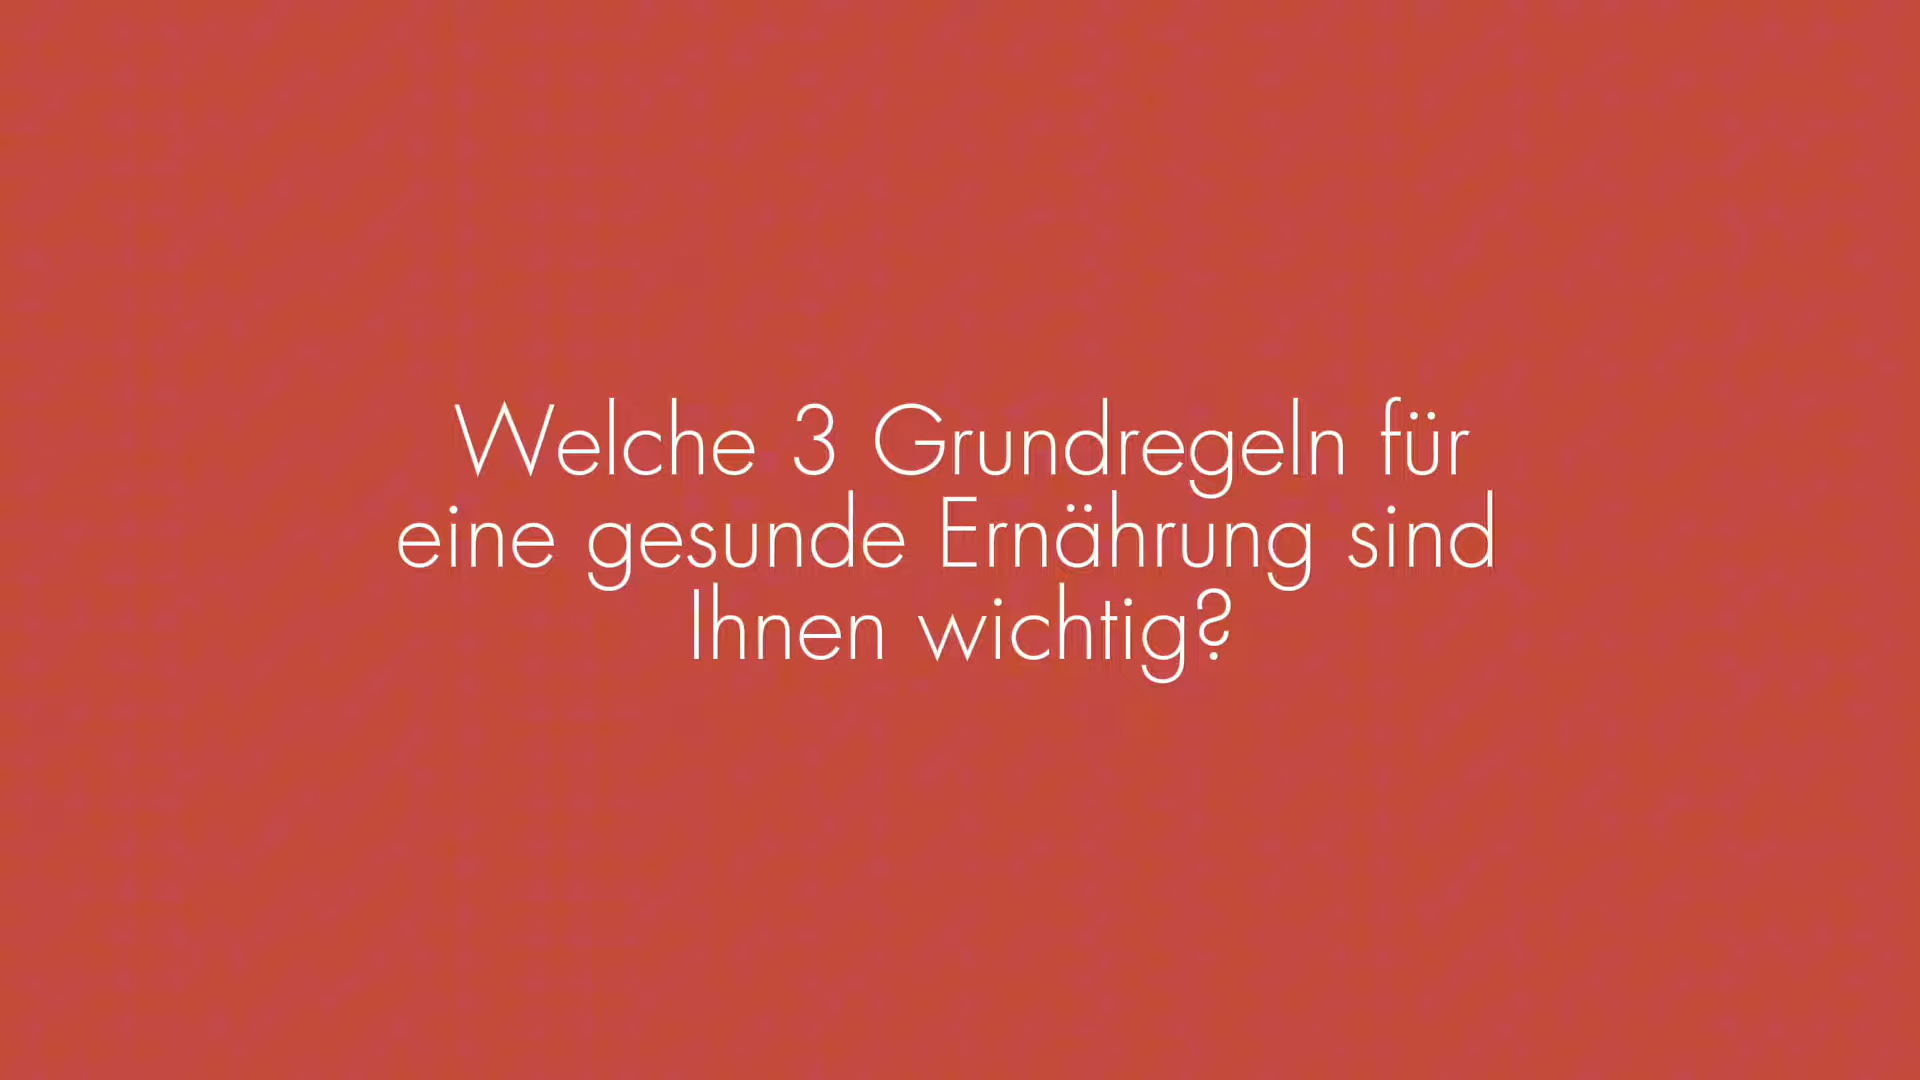 Welche 3 Grundregeln für
eine gesunde Ernährung sind
Ihnen wichtig?